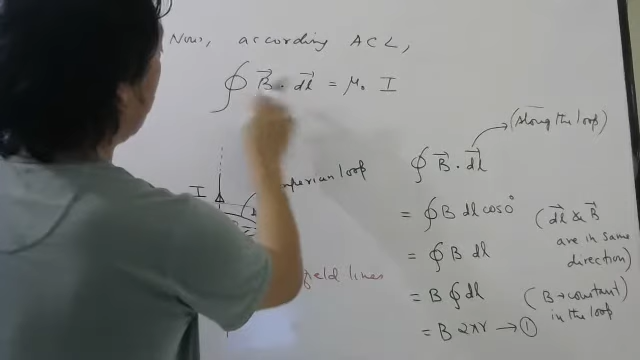 Now, according ACL,
∮ B⃗ . dl⃗ = μ₀ I
(along the loop)
∮ B⃗ . dl⃗
I
loop
= ∮ B dl cos0° (dl⃗ & B⃗ are in same direction)
= ∮ B dl
field lines
= B ∮ dl (B → constant in the loop)
= B 2πr → ①